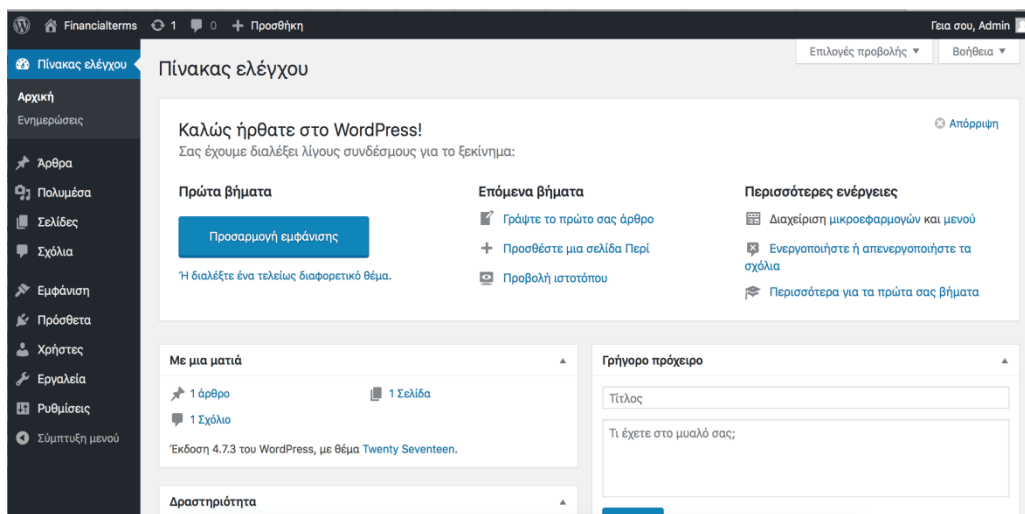 Financialterms 1 0 Προσθήκη Γεια σου, Admin
Επιλογές προβολής Βοήθεια
Πίνακας ελέγχου
Αρχική
Ενημερώσεις
Άρθρα
Πολυμέσα
Σελίδες
Σχόλια
Εμφάνιση
Πρόσθετα
Χρήστες
Εργαλεία
Ρυθμίσεις
Σύμπτυξη μενού
Πίνακας ελέγχου
Καλώς ήρθατε στο WordPress!
Απόρριψη
Σας έχουμε διαλέξει λίγους συνδέσμους για το ξεκίνημα:
Πρώτα βήματα
Προσαρμογή εμφάνισης
Ή διαλέξτε ένα τελείως διαφορετικό θέμα.
Επόμενα βήματα
Γράψτε το πρώτο σας άρθρο
Προσθέστε μια σελίδα Περί
Προβολή ιστοτόπου
Περισσότερες ενέργειες
Διαχείριση μικροεφαρμογών και μενού
Ενεργοποιήστε ή απενεργοποιήστε τα
σχόλια
Περισσότερα για τα πρώτα σας βήματα
Με μια ματιά
1 άρθρο
1 Σελίδα
1 Σχόλιο
Έκδοση 4.7.3 του WordPress, με θέμα Twenty Seventeen.
Δραστηριότητα
Γρήγορο πρόχειρο
Τίτλος
Τι έχετε στο μυαλό σας;